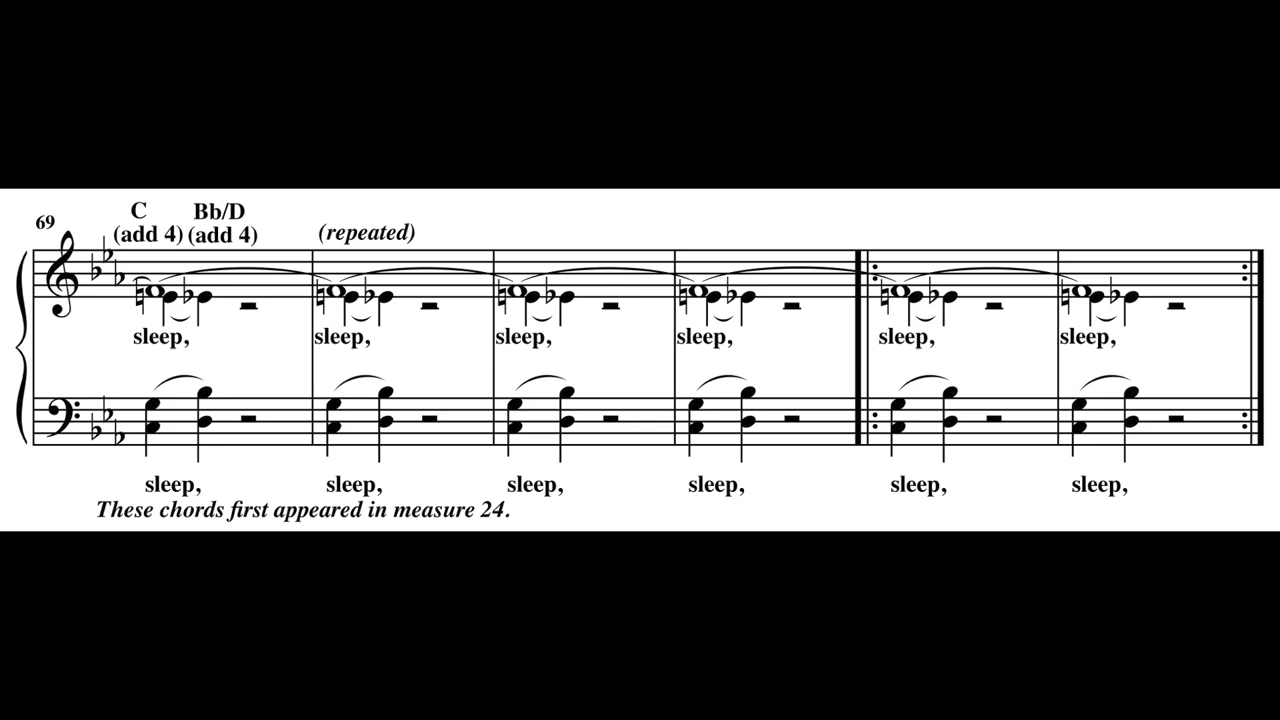 69
C Bb/D
(add 4) (add 4) (repeated)
sleep, sleep, sleep, sleep, sleep, sleep,
sleep, sleep, sleep, sleep, sleep, sleep,
These chords first appeared in measure 24.